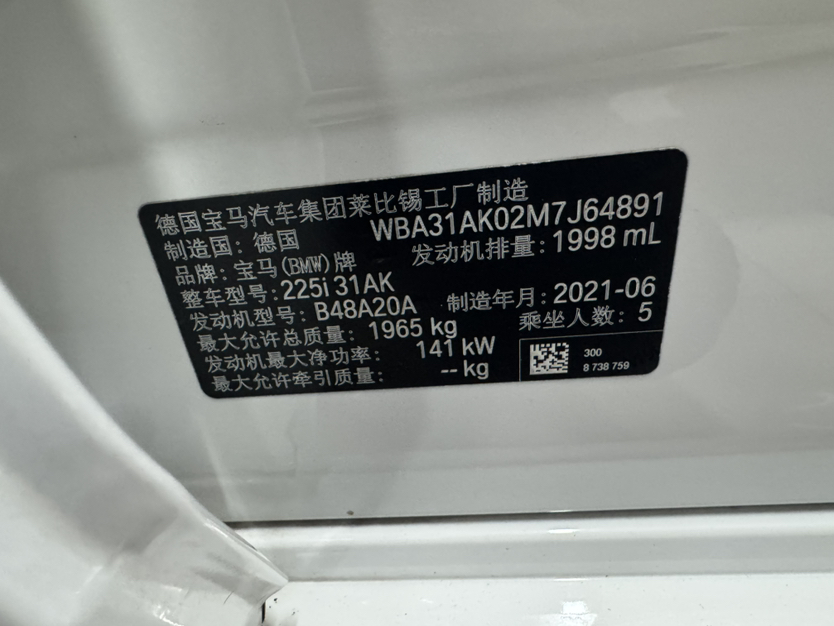 德国宝马汽车集团莱比锡工厂制造
制造国: 德国 WBA31AK02M7J64891
品牌: 宝马(BMW)牌 发动机排量: 1998 mL
整车型号: 225i 31AK
发动机型号: B48A20A 制造年月: 2021-06
最大允许总质量: 1965 kg 乘坐人数: 5
发动机最大净功率: 141 kW
最大允许牵引质量: -- kg
300
8 738 759